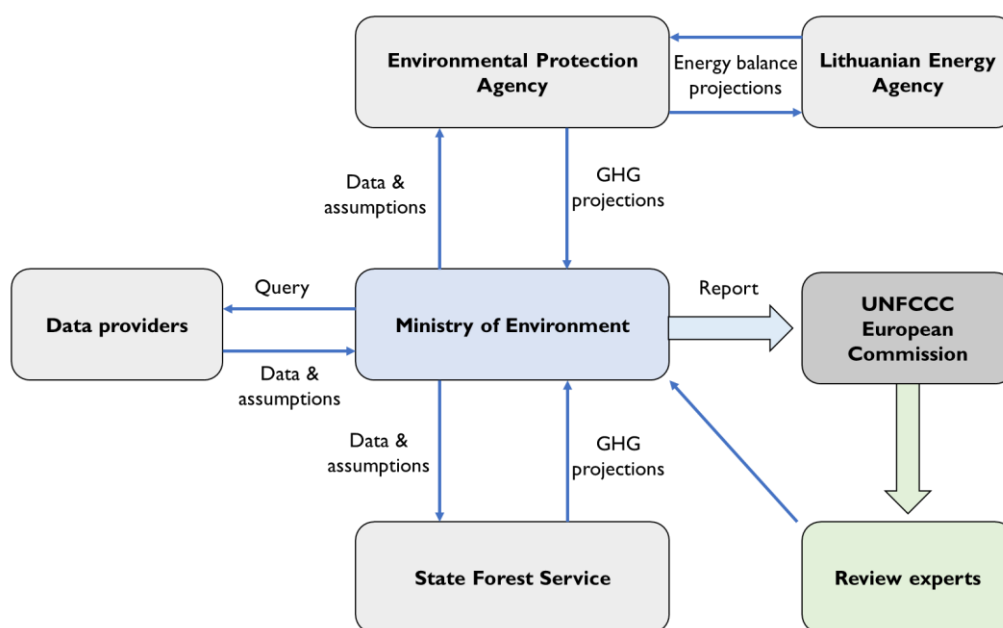 Environmental Protection
Agency
Energy balance
projections
Lithuanian Energy
Agency
Data &
assumptions
GHG
projections
Data providers
Query
Data &
assumptions
Ministry of Environment
Report
UNFCCC
European
Commission
Data &
assumptions
GHG
projections
State Forest Service
Review experts